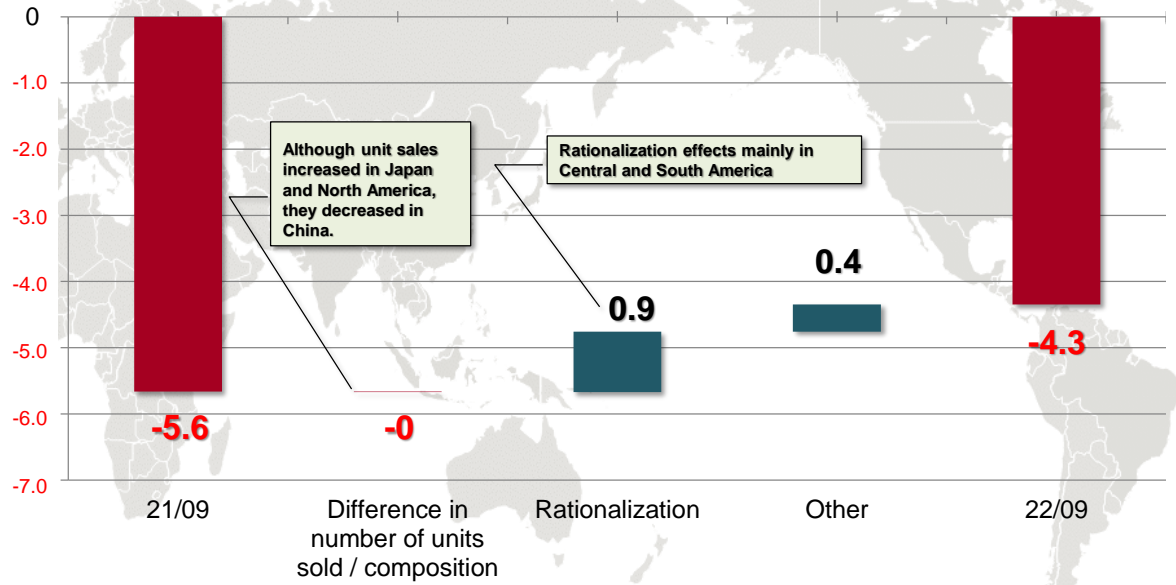 0
-1.0
-2.0
-3.0
-4.0
-5.0
-6.0
-7.0
Although unit sales
increased in Japan
and North America,
they decreased in
China.
Rationalization effects mainly in
Central and South America
-5.6
-0
0.9
0.4
-4.3
21/09
Difference in
number of units
sold / composition
Rationalization
Other
22/09